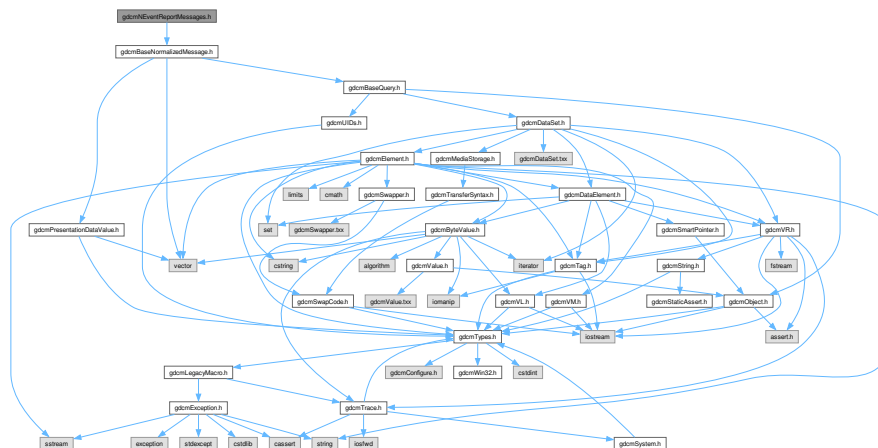 gdcmNEventReportMessages.h
gdcmBaseNormalizedMessage.h
gdcmBaseQuery.h
gdcmUIDs.h
gdcmDataSet.h
gdcmElement.h
gdcmMediaStorage.h
gdcmDataSet.txx
limits
cmath
gdcmSwapper.h
gdcmTransferSyntax.h
gdcmDataElement.h
gdcmPresentationDataValue.h
set
gdcmSwapper.txx
gdcmByteValue.h
gdcmSmartPointer.h
gdcmVR.h
vector
cstring
algorithm
gdcmValue.h
iterator
gdcmTag.h
gdcmString.h
fstream
gdcmSwapCode.h
gdcmValue.txx
iomanip
gdcmVL.h
gdcmVM.h
gdcmStaticAssert.h
gdcmObject.h
gdcmTypes.h
iostream
assert.h
gdcmLegacyMacro.h
gdcmConfigure.h
gdcmWin32.h
cstdint
gdcmException.h
gdcmTrace.h
sstream
exception
stdexcept
cstdlib
cassert
string
iosfwd
gdcmSystem.h